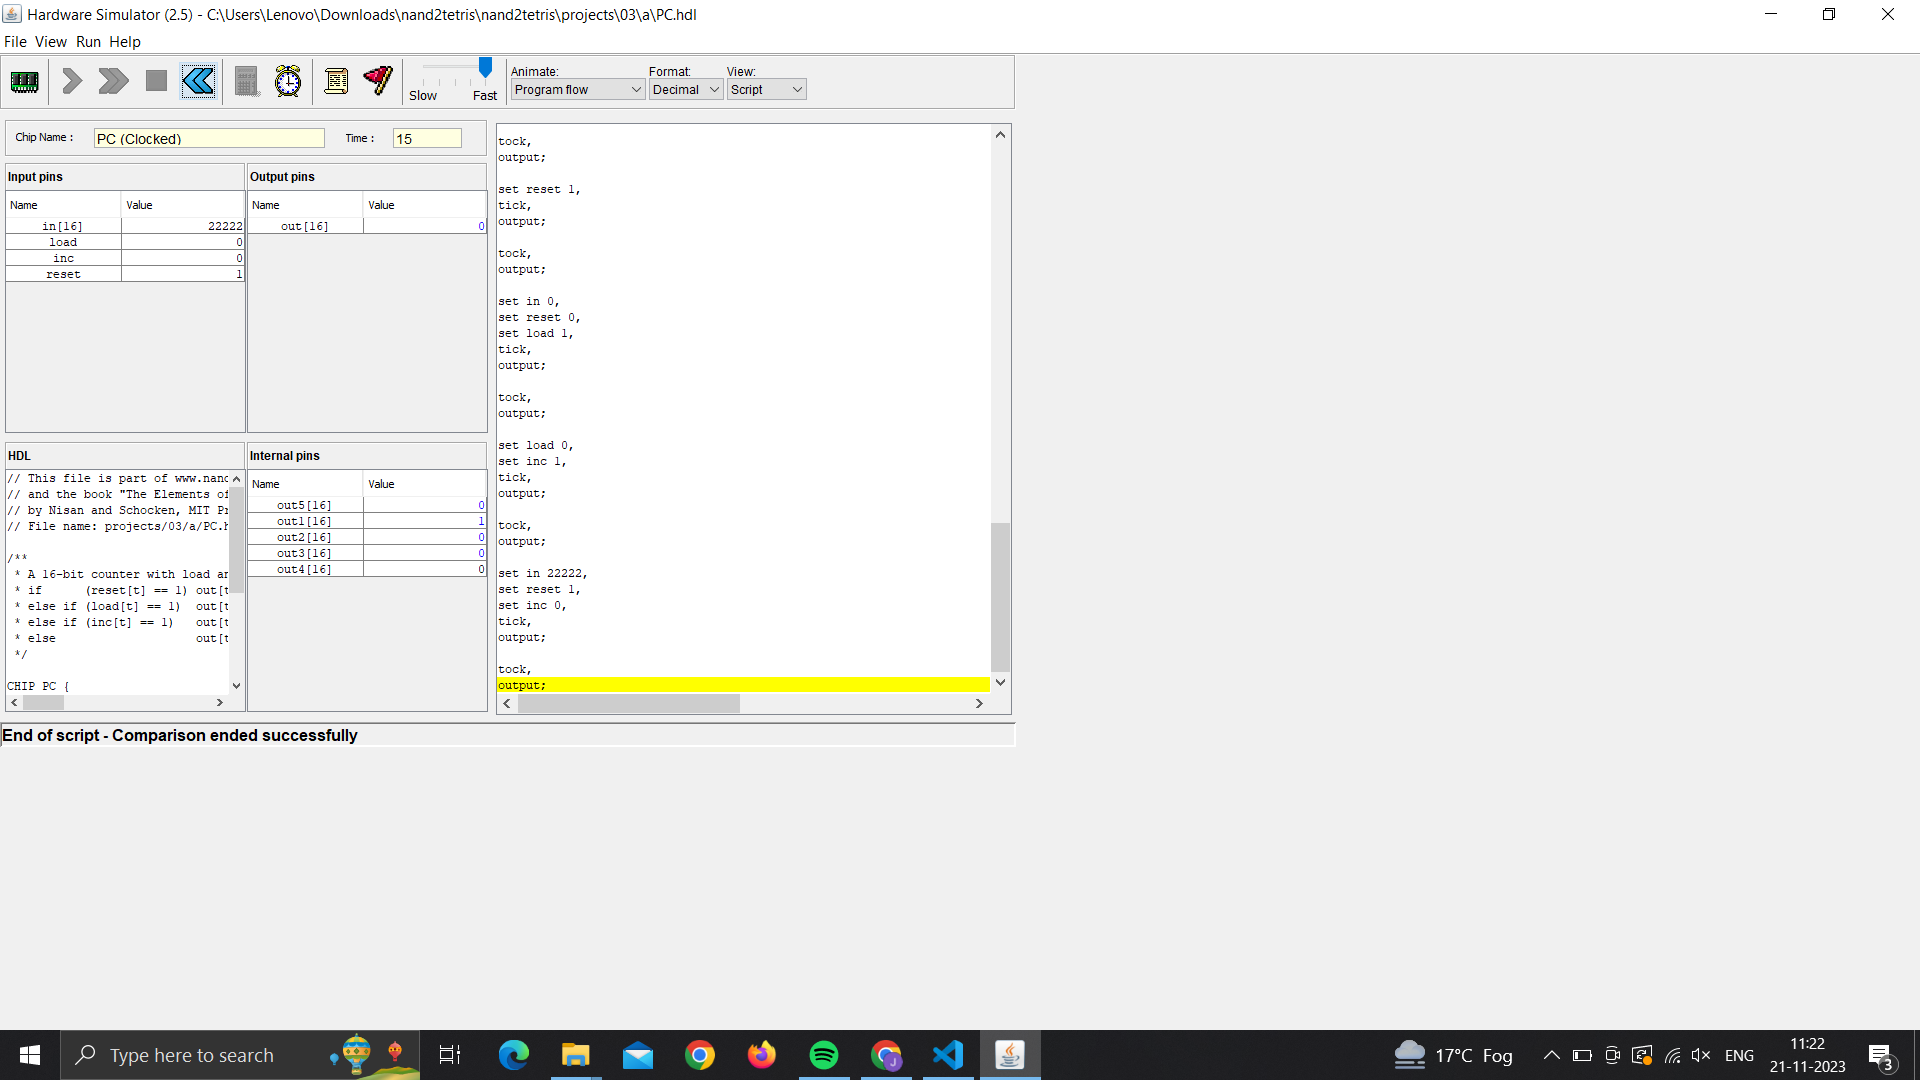 Hardware Simulator (2.5) - C:\Users\Lenovo\Downloads\nand2tetris\nand2tetris\projects\03\a\PC.hdl
File View Run Help
Slow Fast
Animate: Format: View:
Program flow Decimal Script
Chip Name : PC (Clocked) Time : 15
Input pins
Name Value
in[16] 22222
load 0
inc 0
reset 1
Output pins
Name Value
out[16] 0
HDL
// This file is part of www.nand
// and the book "The Elements of
// by Nisan and Schocken, MIT Pr
// File name: projects/03/a/PC.h
/**
* A 16-bit counter with load an
* if (reset[t] == 1) out[t
* else if (load[t] == 1) out[t
* else if (inc[t] == 1) out[t
* else out[t
*/
CHIP PC {
Internal pins
Name Value
out5[16] 0
out1[16] 1
out2[16] 0
out3[16] 0
out4[16] 0
tock,
output;
set reset 1,
tick,
output;
tock,
output;
set in 0,
set reset 0,
set load 1,
tick,
output;
tock,
output;
set load 0,
set inc 1,
tick,
output;
tock,
output;
set in 22222,
set reset 1,
set inc 0,
tick,
output;
tock,
output;
End of script - Comparison ended successfully
Type here to search
J
17°C Fog
ENG
11:22
21-11-2023
3